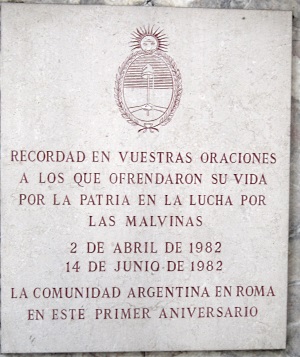 RECORDAD EN VUESTRAS ORACIONES
A LOS QUE OFRENDARON SU VIDA
POR LA PATRIA EN LA LUCHA POR
LAS MALVINAS
2 DE ABRIL DE 1982
14 DE JUNIO DE 1982
LA COMUNIDAD ARGENTINA EN ROMA
EN ESTE PRIMER ANIVERSARIO